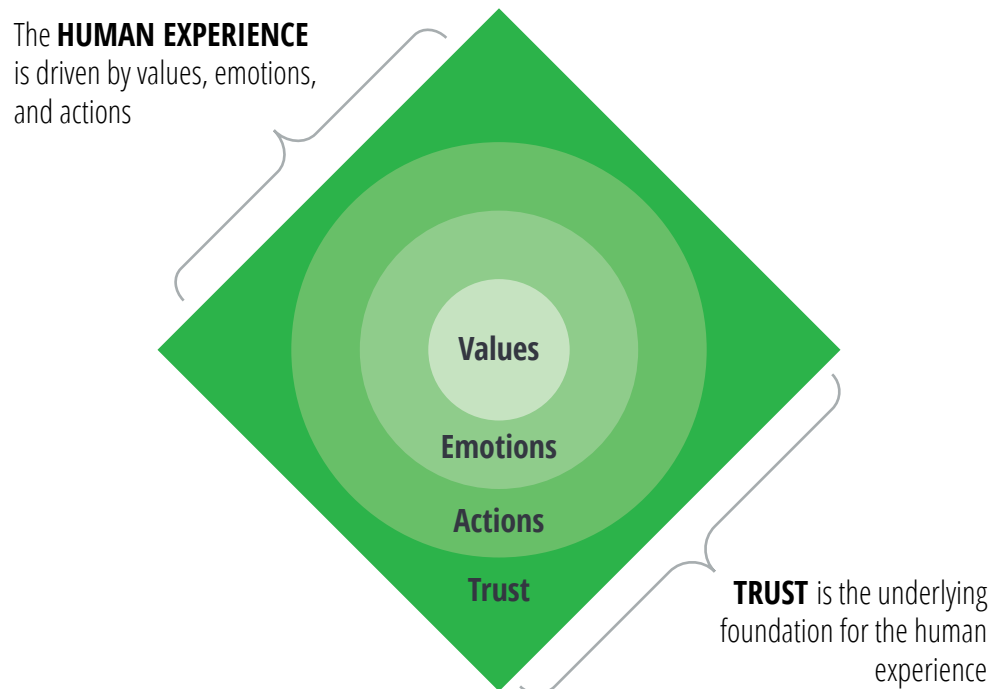 The HUMAN EXPERIENCE
is driven by values, emotions,
and actions
Values
Emotions
Actions
Trust
TRUST is the underlying
foundation for the human
experience